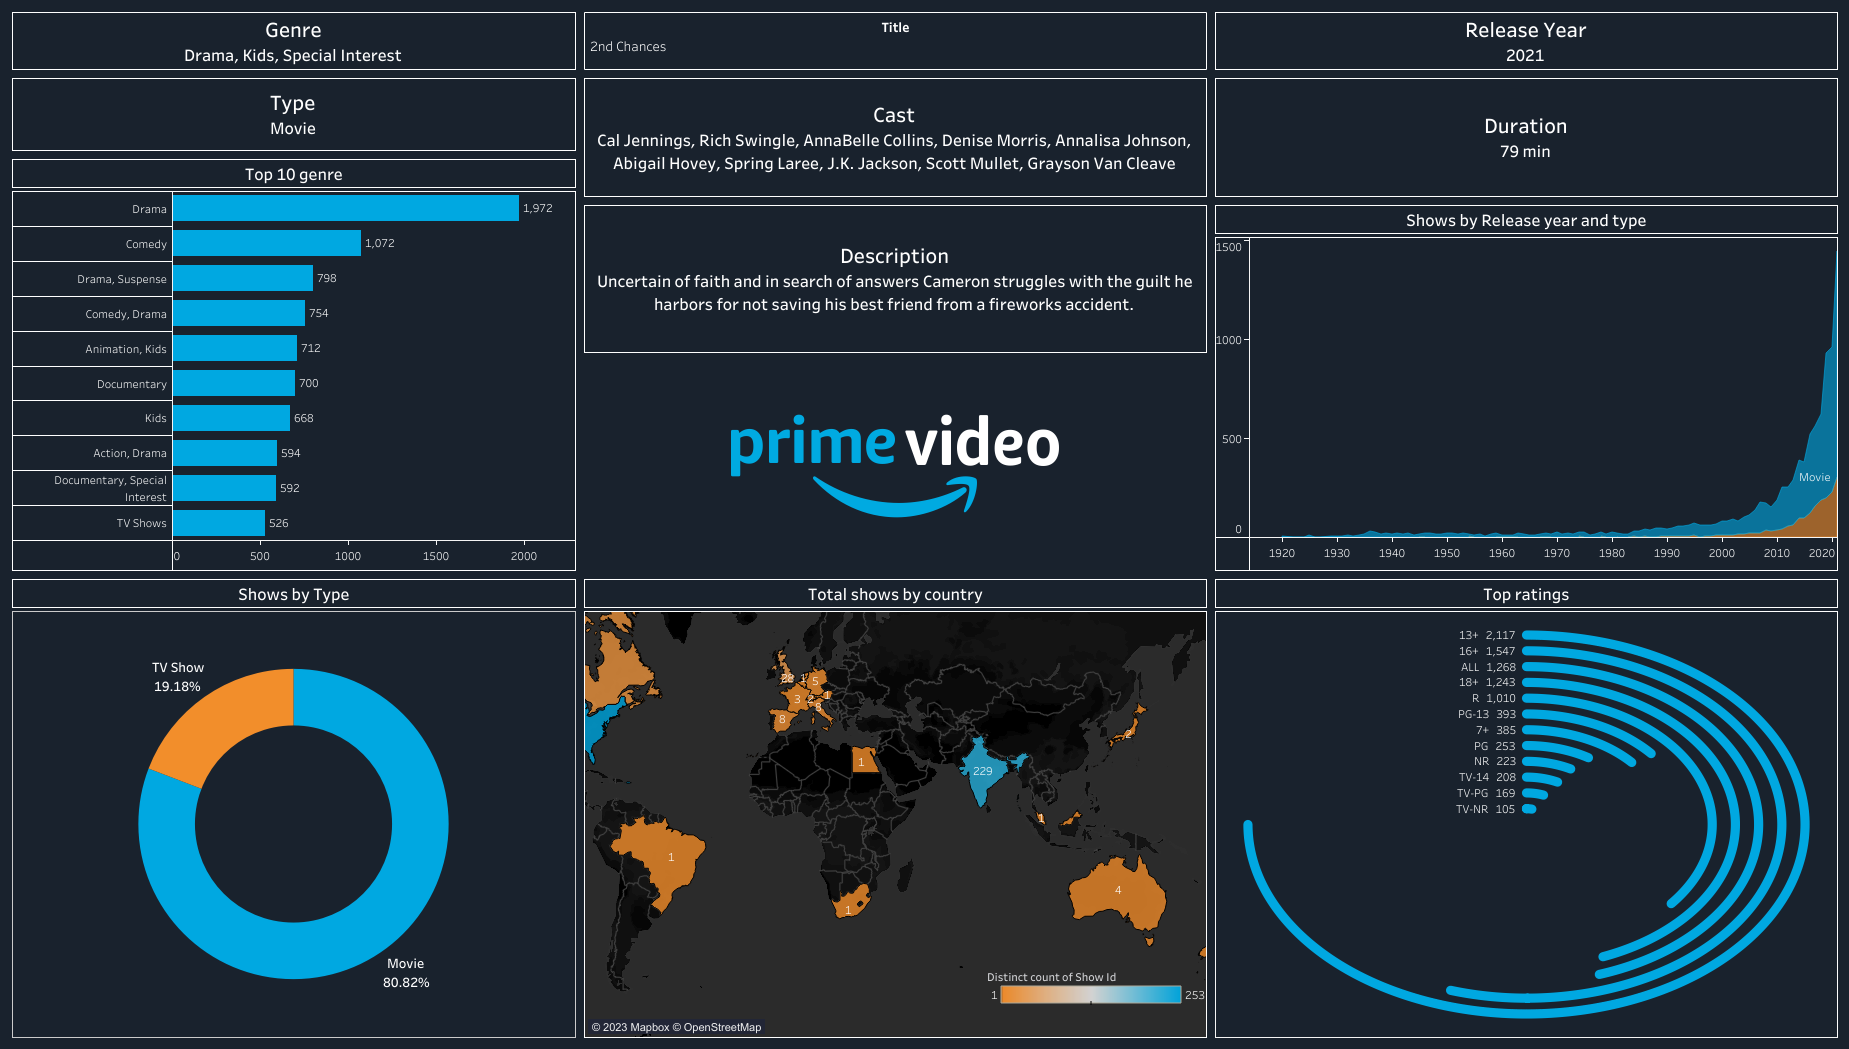 Genre
Drama, Kids, Special Interest
Title
2nd Chances
Release Year
2021
Type
Movie
Cast
Cal Jennings, Rich Swingle, AnnaBelle Collins, Denise Morris, Annalisa Johnson,
Abigail Hovey, Spring Laree, J.K. Jackson, Scott Mullet, Grayson Van Cleave
Duration
79 min
Top 10 genre
Drama 1,972
Comedy 1,072
Drama, Suspense 798
Comedy, Drama 754
Animation, Kids 712
Documentary 700
Kids 668
Action, Drama 594
Documentary, Special
Interest 592
TV Shows 526
0 500 1000 1500 2000
Description
Uncertain of faith and in search of answers Cameron struggles with the guilt he
harbors for not saving his best friend from a fireworks accident.
prime video
Shows by Release year and type
1500
1000
500
0
Movie
1920 1930 1940 1950 1960 1970 1980 1990 2000 2010 2020
Shows by Type
TV Show
19.18%
Movie
80.82%
Total shows by country
28 1 5
3 2 1
8 8
2
1
229
1
1
4
1
Distinct count of Show Id
1 253
© 2023 Mapbox © OpenStreetMap
Top ratings
13+ 2,117
16+ 1,547
ALL 1,268
18+ 1,243
R 1,010
PG-13 393
7+ 385
PG 253
NR 223
TV-14 208
TV-PG 169
TV-NR 105